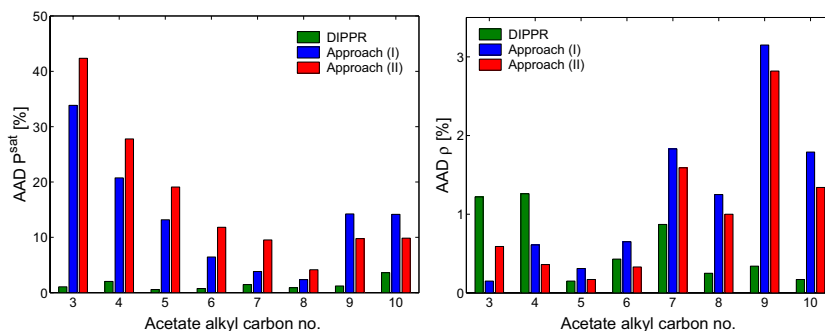 50
40
30
20
10
0
AAD P^sat [%]
DIPPR
Approach (I)
Approach (II)
3 4 5 6 7 8 9 10
Acetate alkyl carbon no.
3
2
1
0
AAD ρ [%]
DIPPR
Approach (I)
Approach (II)
3 4 5 6 7 8 9 10
Acetate alkyl carbon no.